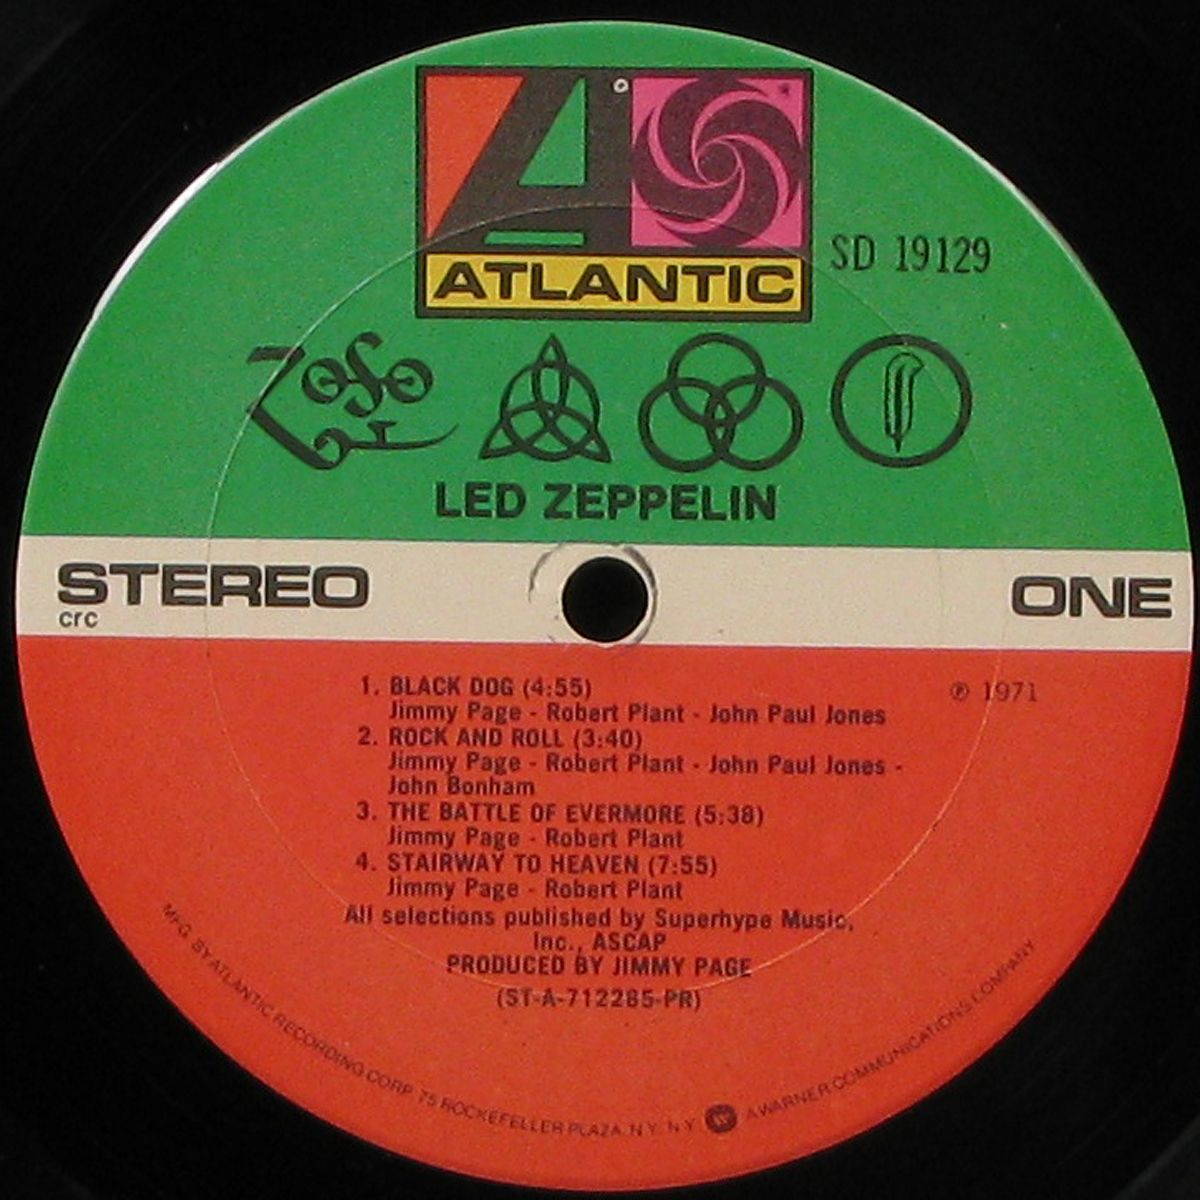 ATLANTIC
SD 19129
LED ZEPPELIN
STEREO
crc
ONE
1. BLACK DOG (4:55)
℗ 1971
Jimmy Page - Robert Plant - John Paul Jones
2. ROCK AND ROLL (3:40)
Jimmy Page - Robert Plant - John Paul Jones -
John Bonham
3. THE BATTLE OF EVERMORE (5:38)
Jimmy Page - Robert Plant
4. STAIRWAY TO HEAVEN (7:55)
Jimmy Page - Robert Plant
All selections published by Superhype Music,
Inc., ASCAP
PRODUCED BY JIMMY PAGE
(ST-A-712285-PR)
MFG. BY ATLANTIC RECORDING CORP. 75 ROCKEFELLER PLAZA, N.Y. N.Y. A WARNER COMMUNICATIONS COMPANY